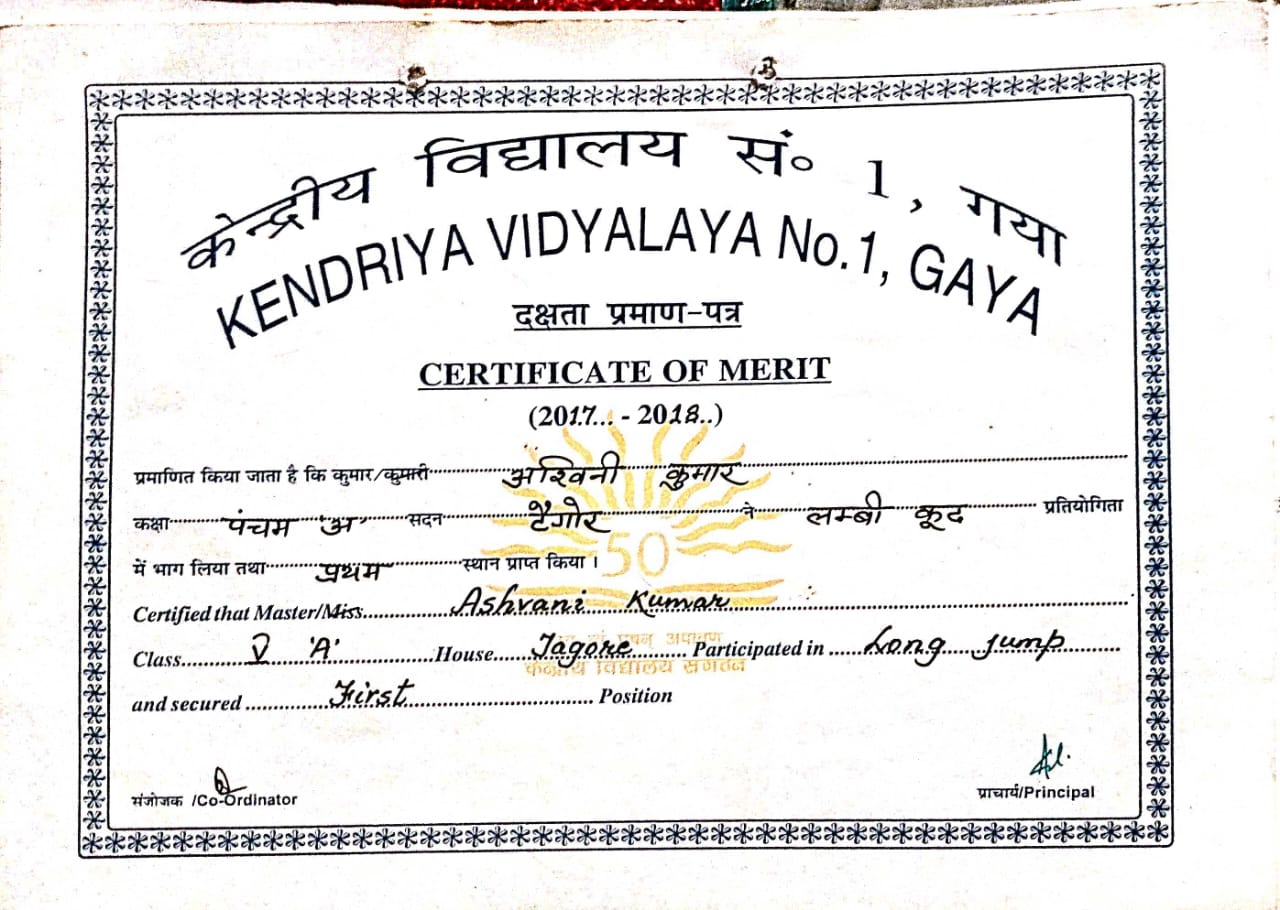 केन्द्रीय विद्यालय सं० 1, गया
KENDRIYA VIDYALAYA No.1, GAYA
दक्षता प्रमाण-पत्र
CERTIFICATE OF MERIT
(2017... - 2018..)
प्रमाणित किया जाता है कि कुमार/कुमारी अश्विनी कुमार
कक्षा पंचम 'अ' सदन टैगोर ने लम्बी कूद प्रतियोगिता
में भाग लिया तथा प्रथम स्थान प्राप्त किया ।
50
Certified that Master/Miss Ashvani Kumar
Class V 'A' House Tagore Participated in Long Jump
केन्द्रीय विद्यालय संगठन
and secured First Position
संजोजक /Co-Ordinator
प्राचार्य/Principal